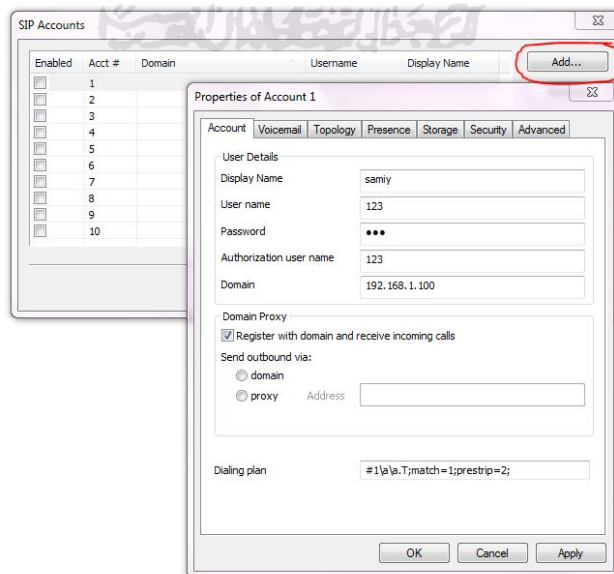 SIP Accounts
Enabled Acct # Domain Username Display Name
Add...
1
2
3
4
5
6
7
8
9
10
Properties of Account 1
Account Voicemail Topology Presence Storage Security Advanced
User Details
Display Name samiy
User name 123
Password •••
Authorization user name 123
Domain 192.168.1.100
Domain Proxy
Register with domain and receive incoming calls
Send outbound via:
domain
proxy Address
Dialing plan #1\a\a.T;match=1;prestrip=2;
OK Cancel Apply